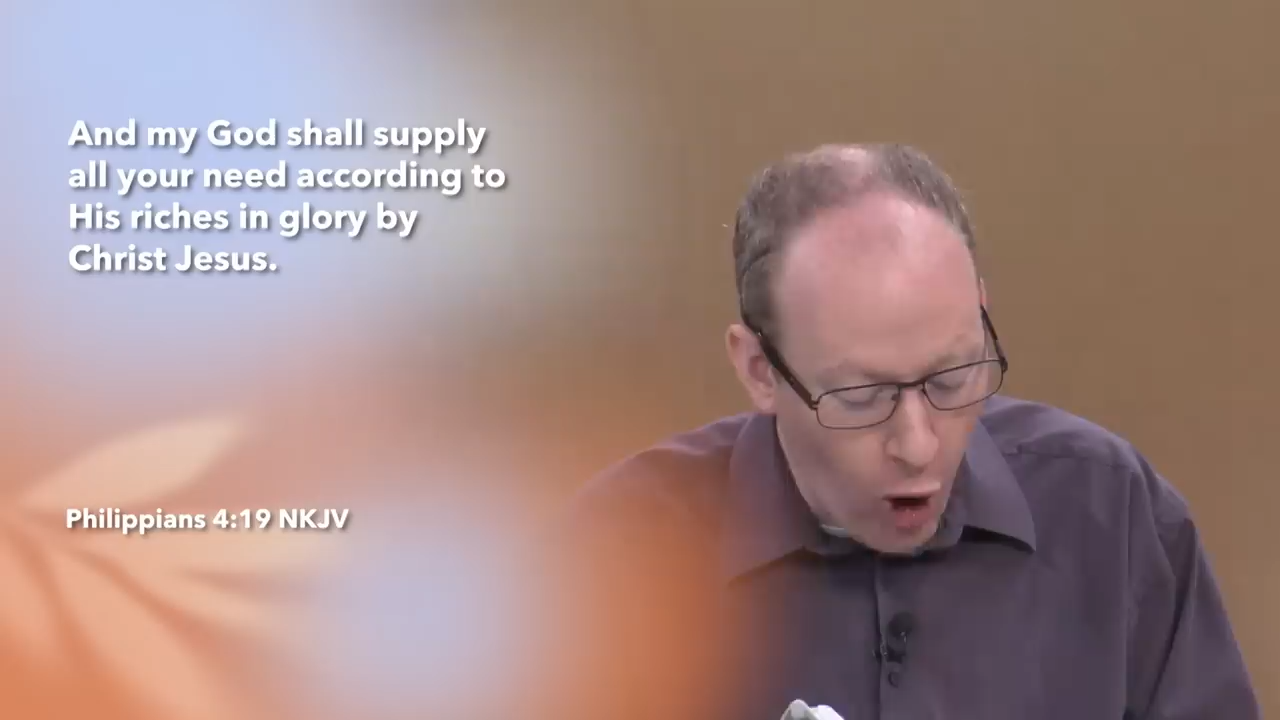 And my God shall supply
all your need according to
His riches in glory by
Christ Jesus.
Philippians 4:19 NKJV